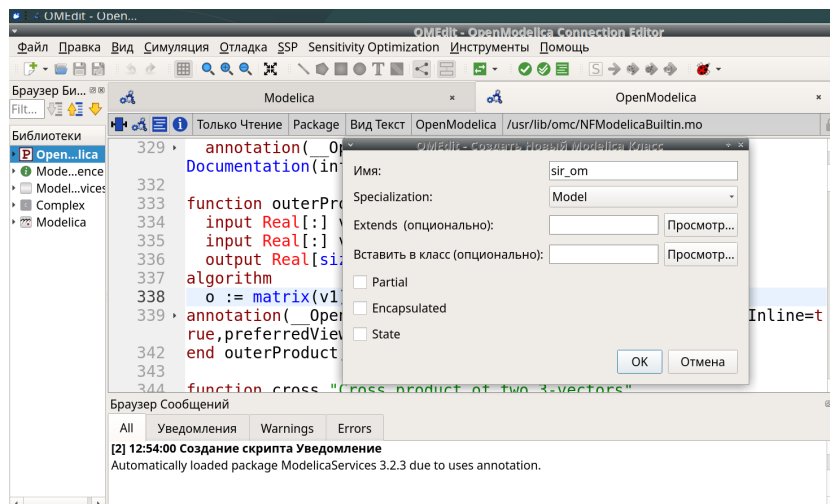 OMEdit - Open...
OMEdit - OpenModelica Connection Editor
Файл Правка Вид Симуляция Отладка SSP Sensitivity Optimization Инструменты Помощь
Браузер Би...
Filt...
Modelica ×
OpenModelica ×
Только Чтение Package Вид Текст OpenModelica /usr/lib/omc/NFModelicaBuiltin.mo
Библиотеки
Open...lica
Mode...ence
Model...vices
Complex
Modelica
329 annotation(__Op
Documentation(in
332
333 function outerPro
334 input Real[:] v
335 input Real[:] v
336 output Real[siz
337 algorithm
338 o := matrix(v1
339 annotation(__Open Inline=t
rue,preferredView
342 end outerProduct
343
344 function cross "Cross product of two 3-vectors"
OMEdit - Создать Новый Modelica Класс
Имя: sir_om
Specialization: Model
Extends (опционально): Просмотр...
Вставить в класс (опционально): Просмотр...
Partial
Encapsulated
State
OK Отмена
Браузер Сообщений
All Уведомления Warnings Errors
[2] 12:54:00 Создание скрипта Уведомление
Automatically loaded package ModelicaServices 3.2.3 due to uses annotation.